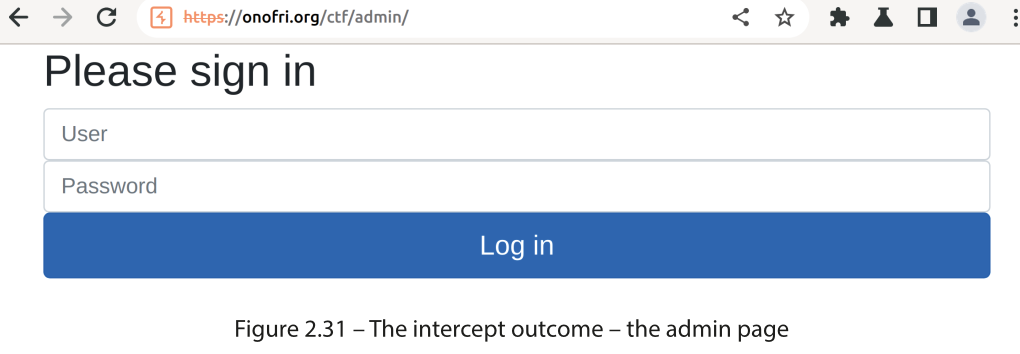 https://onofri.org/ctf/admin/
Please sign in
User
Password
Log in
Figure 2.31 – The intercept outcome – the admin page